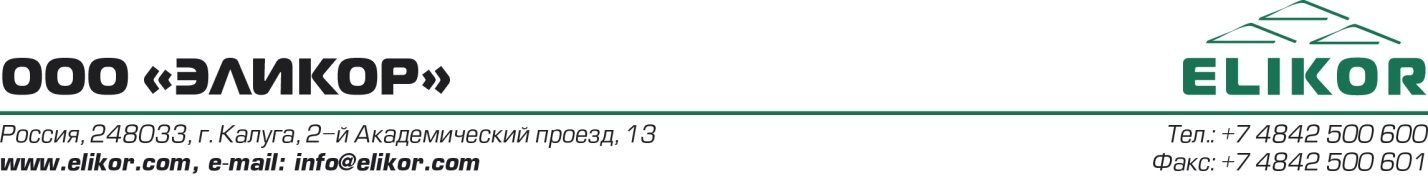 ООО «ЭЛИКОР»
ELIKOR
Россия, 248033, г. Калуга, 2-й Академический проезд, 13
www.elikor.com, e-mail: info@elikor.com
Тел.: +7 4842 500 600
Факс: +7 4842 500 601